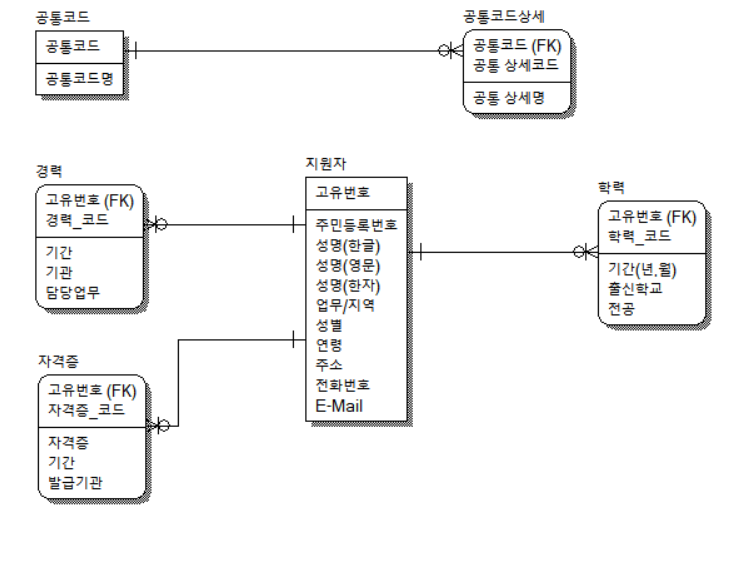 공통코드
공통코드
공통코드명
공통코드상세
공통코드 (FK)
공통 상세코드
공통 상세명
경력
고유번호 (FK)
경력_코드
기간
기관
담당업무
지원자
고유번호
주민등록번호
성명(한글)
성명(영문)
성명(한자)
업무/지역
성별
연령
주소
전화번호
E-Mail
학력
고유번호 (FK)
학력_코드
기간(년,월)
출신학교
전공
자격증
고유번호 (FK)
자격증_코드
자격증
기간
발급기관